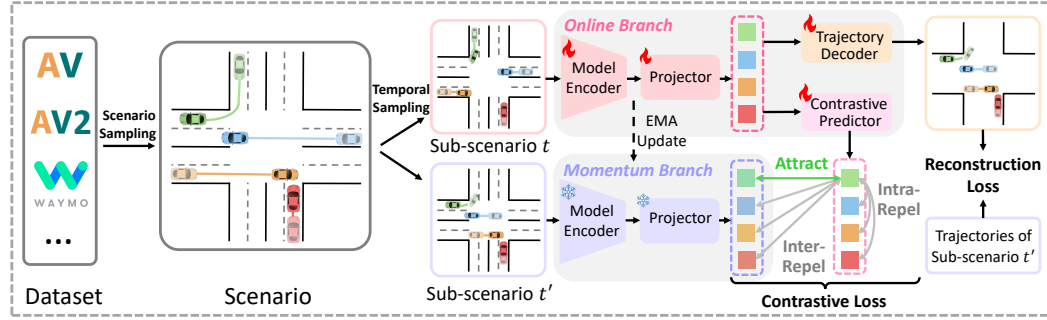 AV
AV2
WAYMO
...
Dataset
Scenario
Sampling
Scenario
Temporal
Sampling
Sub-scenario t
Sub-scenario t′
Online Branch
Model
Encoder
Projector
Trajectory
Decoder
Contrastive
Predictor
EMA
Update
Momentum Branch
Model
Encoder
Projector
Attract
Inter-
Repel
Intra-
Repel
Contrastive Loss
Reconstruction
Loss
Trajectories of
Sub-scenario t′